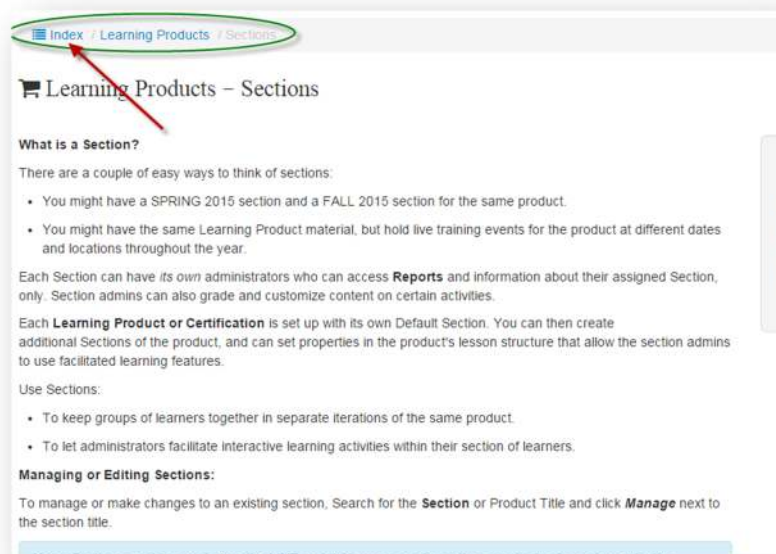 Index / Learning Products / Sections
Learning Products – Sections
What is a Section?
There are a couple of easy ways to think of sections:
• You might have a SPRING 2015 section and a FALL 2015 section for the same product.
• You might have the same Learning Product material, but hold live training events for the product at different dates
and locations throughout the year.
Each Section can have its own administrators who can access Reports and information about their assigned Section,
only. Section admins can also grade and customize content on certain activities.
Each Learning Product or Certification is set up with its own Default Section. You can then create
additional Sections of the product, and can set properties in the product's lesson structure that allow the section admins
to use facilitated learning features.
Use Sections:
• To keep groups of learners together in separate iterations of the same product.
• To let administrators facilitate interactive learning activities within their section of learners.
Managing or Editing Sections:
To manage or make changes to an existing section, Search for the Section or Product Title and click Manage next to
the section title.